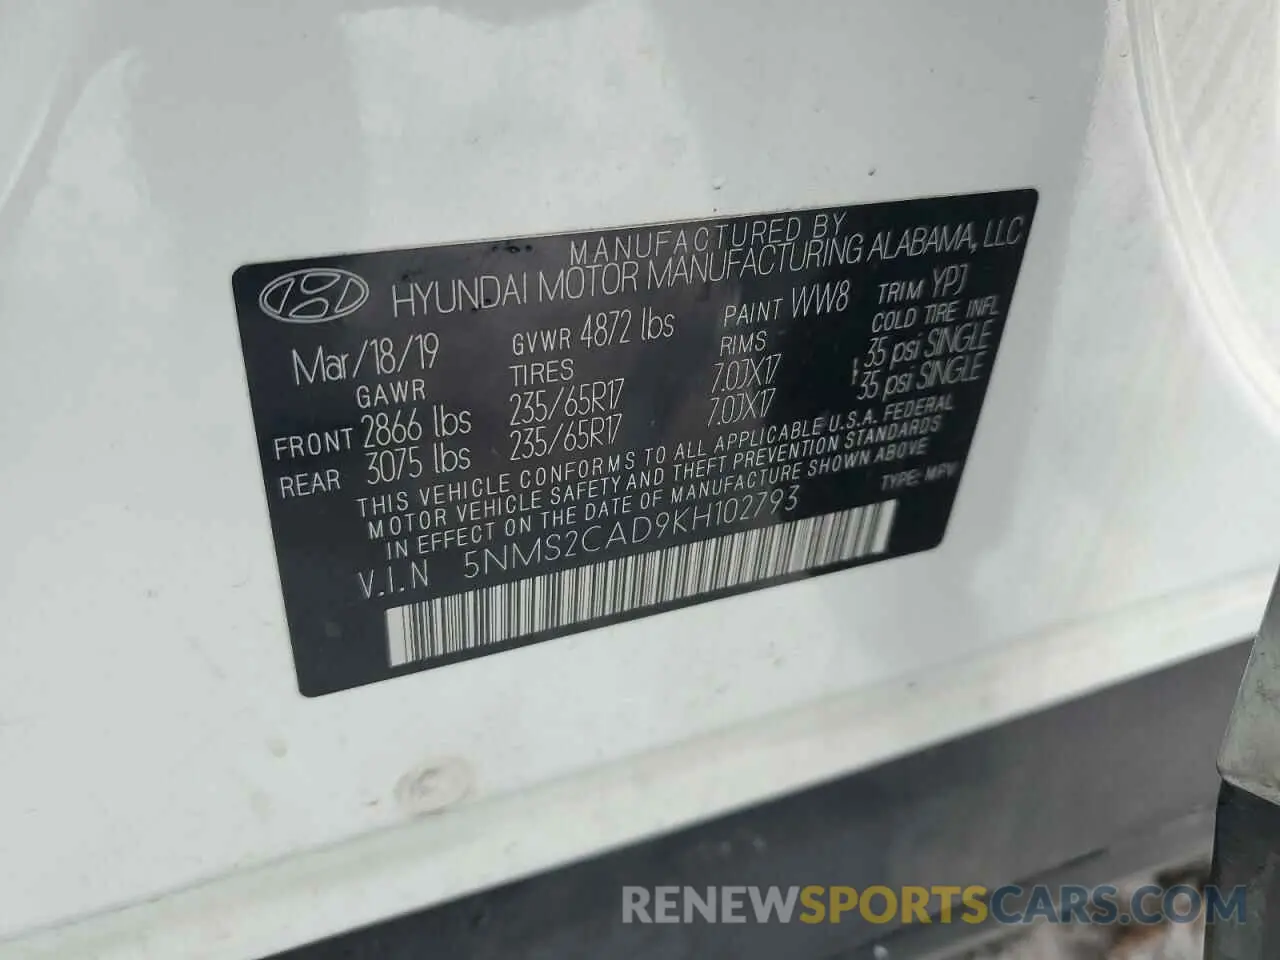 MANUFACTURED BY
HYUNDAI MOTOR MANUFACTURING ALABAMA, LLC
Mar/18/19 GVWR 4872 lbs PAINT WW8 TRIM YPJ
GAWR TIRES RIMS COLD TIRE INFL
FRONT 2866 lbs 235/65R17 7.0JX17 35 psi SINGLE
REAR 3075 lbs 235/65R17 7.0JX17 35 psi SINGLE
THIS VEHICLE CONFORMS TO ALL APPLICABLE U.S.A. FEDERAL
MOTOR VEHICLE SAFETY AND THEFT PREVENTION STANDARDS
IN EFFECT ON THE DATE OF MANUFACTURE SHOWN ABOVE
V.I.N 5NMS2CAD9KH102793 TYPE: MPV
RENEWSPORTSCARS.COM